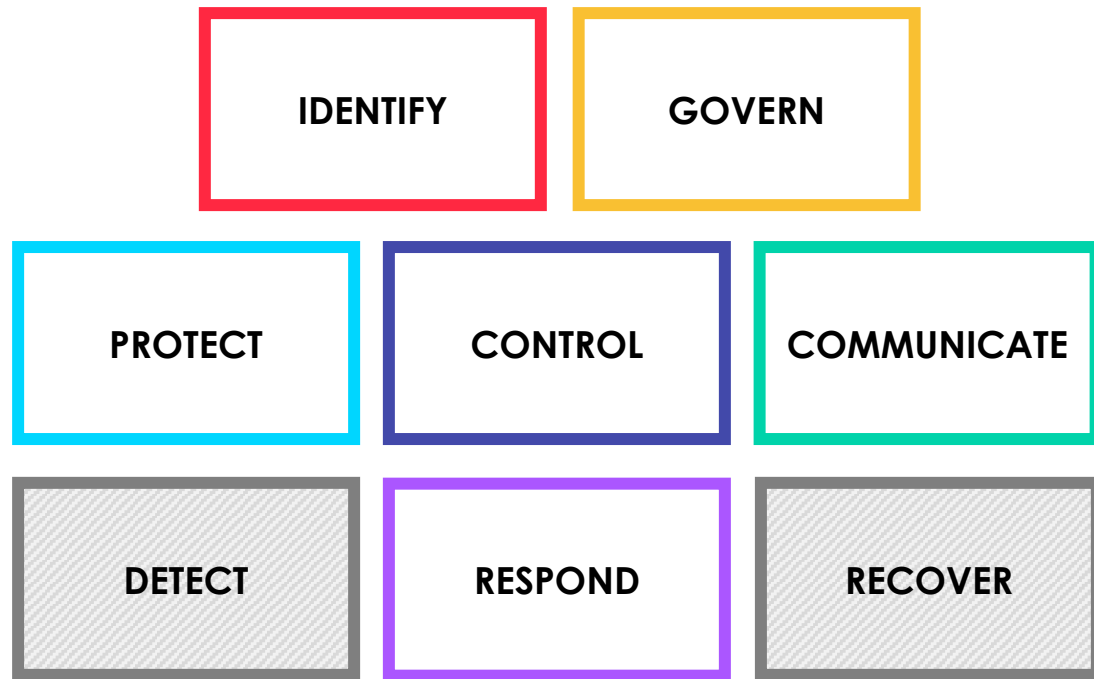 IDENTIFY
GOVERN
PROTECT
CONTROL
COMMUNICATE
DETECT
RESPOND
RECOVER